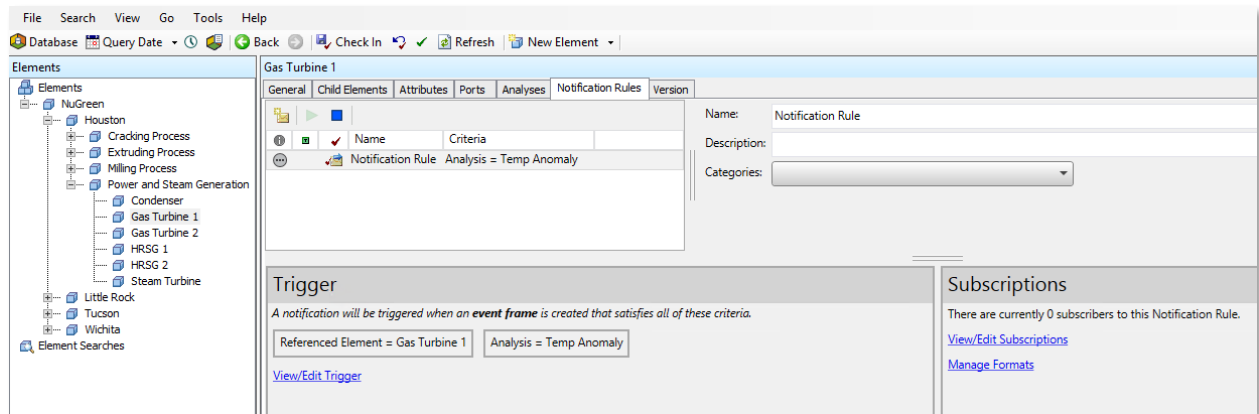 File Search View Go Tools Help
Database Query Date Back Check In Refresh New Element
Elements
Elements
NuGreen
Houston
Cracking Process
Extruding Process
Milling Process
Power and Steam Generation
Condenser
Gas Turbine 1
Gas Turbine 2
HRSG 1
HRSG 2
Steam Turbine
Little Rock
Tucson
Wichita
Element Searches
Gas Turbine 1
General Child Elements Attributes Ports Analyses Notification Rules Version
Name Criteria
Notification Rule Analysis = Temp Anomaly
Name: Notification Rule
Description:
Categories:
Trigger
A notification will be triggered when an event frame is created that satisfies all of these criteria.
Referenced Element = Gas Turbine 1 Analysis = Temp Anomaly
View/Edit Trigger
Subscriptions
There are currently 0 subscribers to this Notification Rule.
View/Edit Subscriptions
Manage Formats